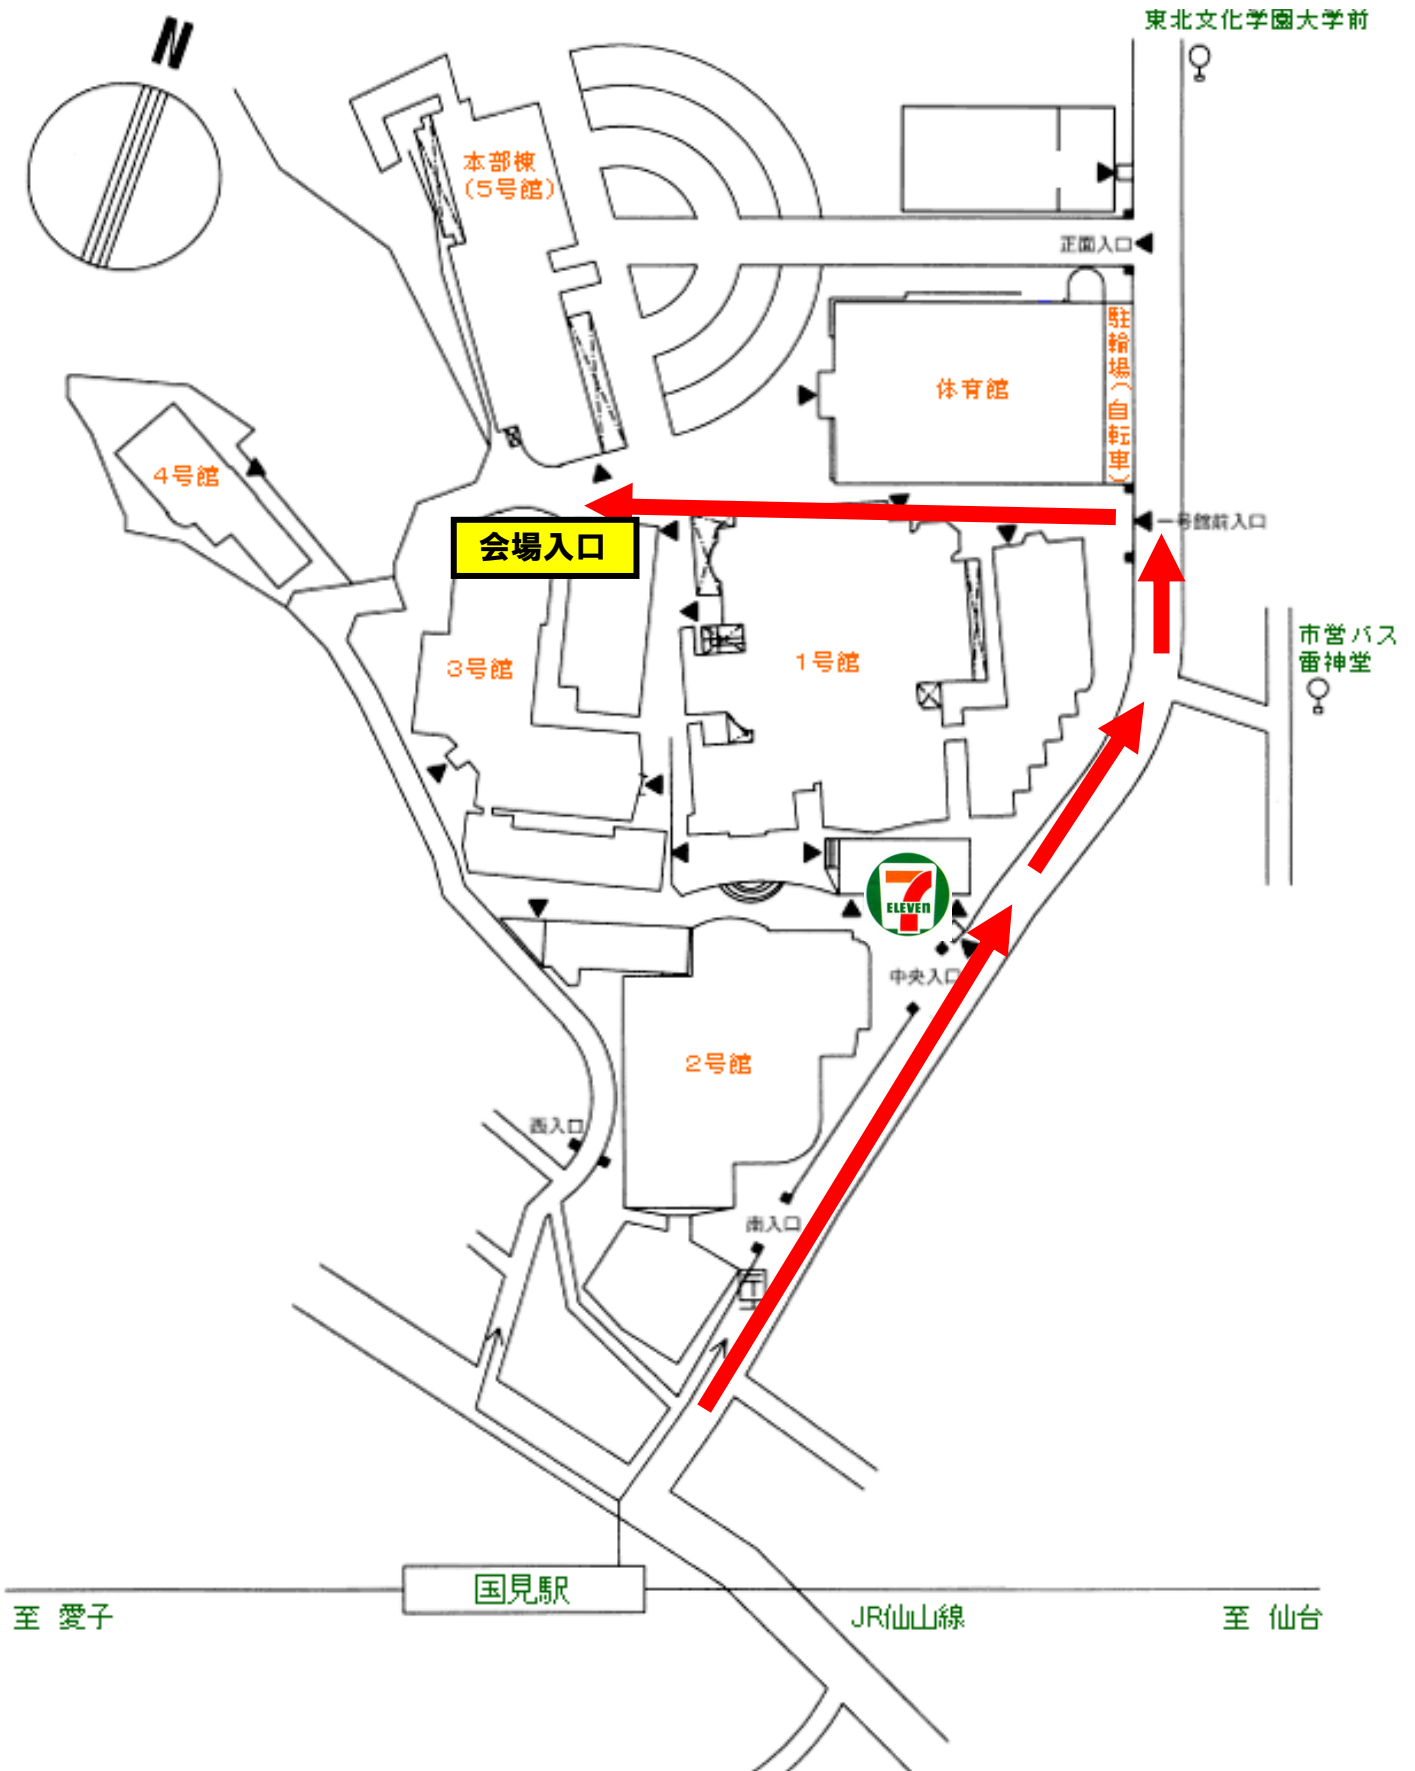 東北文化学園大学前
N
本部棟
(5号館)
正面入口
駐輪場(自転車)
体育館
4号館
一号館前入口
会場入口
市営バス
雷神堂
3号館
1号館
7
ELEVEN
中央入口
2号館
西入口
南入口
国見駅
至 愛子
JR仙山線
至 仙台